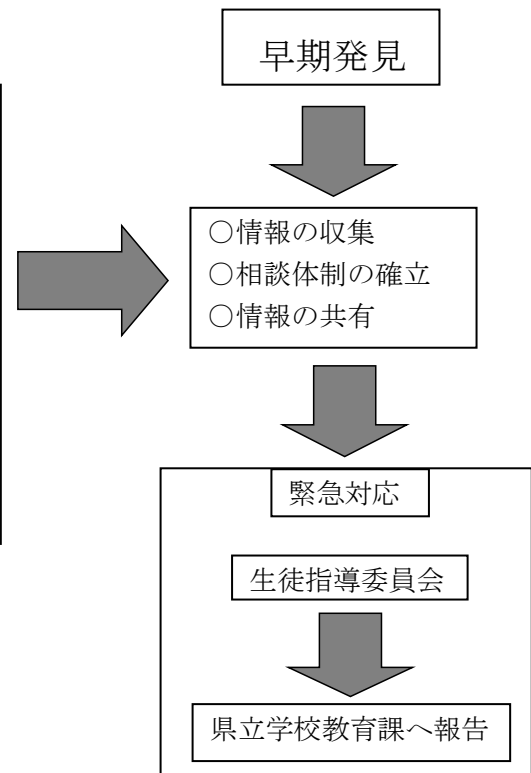 早期発見
○情報の収集
○相談体制の確立
○情報の共有
緊急対応
生徒指導委員会
県立学校教育課へ報告